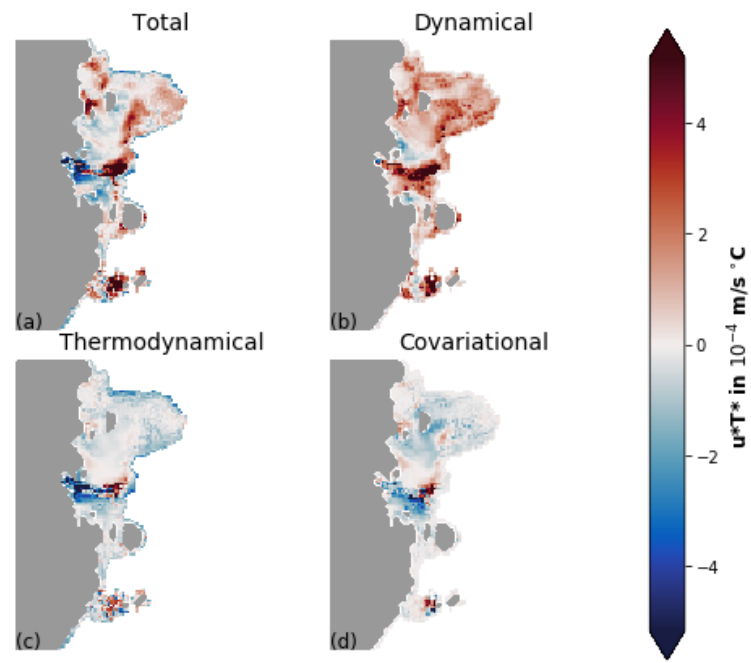 Total
Dynamical
(a)
(b)
Thermodynamical
Covariational
(c)
(d)
4
2
0
−2
−4
u*T* in 10⁻⁴ m/s °C